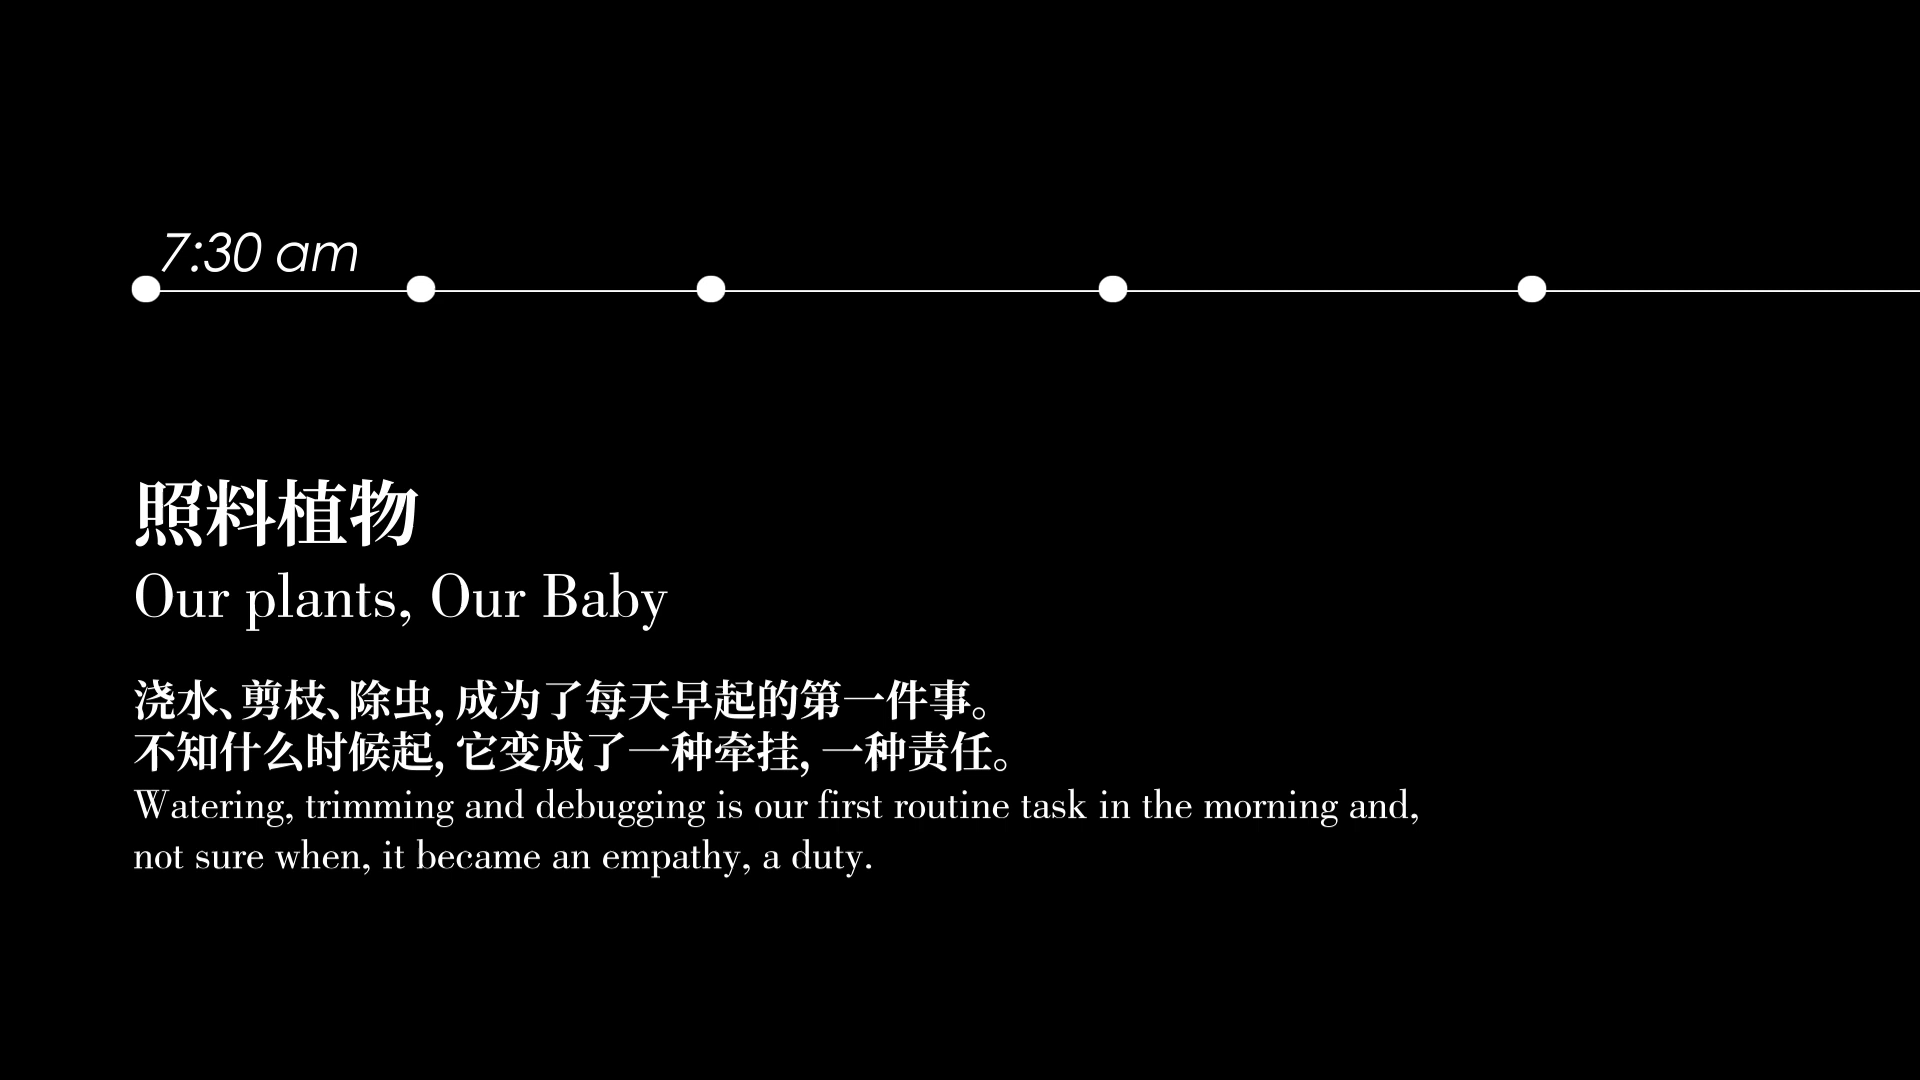 7:30 am
照料植物
Our plants, Our Baby
浇水、剪枝、除虫, 成为了每天早起的第一件事。
不知什么时候起, 它变成了一种牵挂, 一种责任。
Watering, trimming and debugging is our first routine task in the morning and,
not sure when, it became an empathy, a duty.